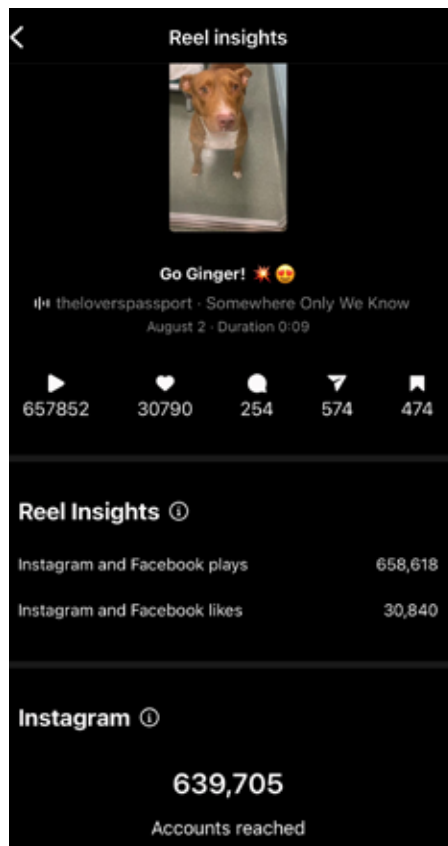 Reel insights
Go Ginger! 💥😍
theloverspassport · Somewhere Only We Know
August 2 · Duration 0:09
657852 30790 254 574 474
Reel Insights
Instagram and Facebook plays 658,618
Instagram and Facebook likes 30,840
Instagram
639,705
Accounts reached